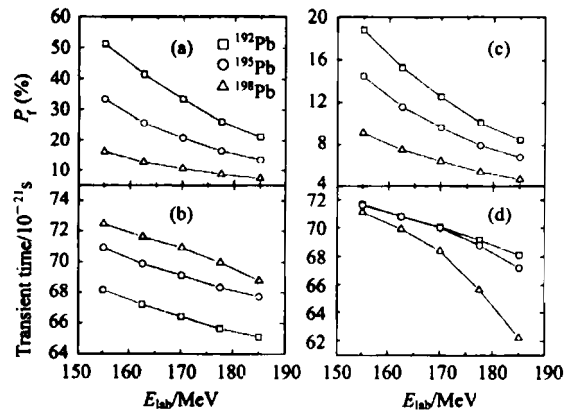 60
50
40
30
20
10
P_f (%)
(a)
□ ¹⁹²Pb
○ ¹⁹⁵Pb
△ ¹⁹⁸Pb
20
16
12
8
4
(c)
74
72
70
68
66
64
Transient time/10⁻²¹s
(b)
72
70
68
66
64
62
(d)
150 160 170 180 190
E_lab/MeV
150 160 170 180 190
E_lab/MeV